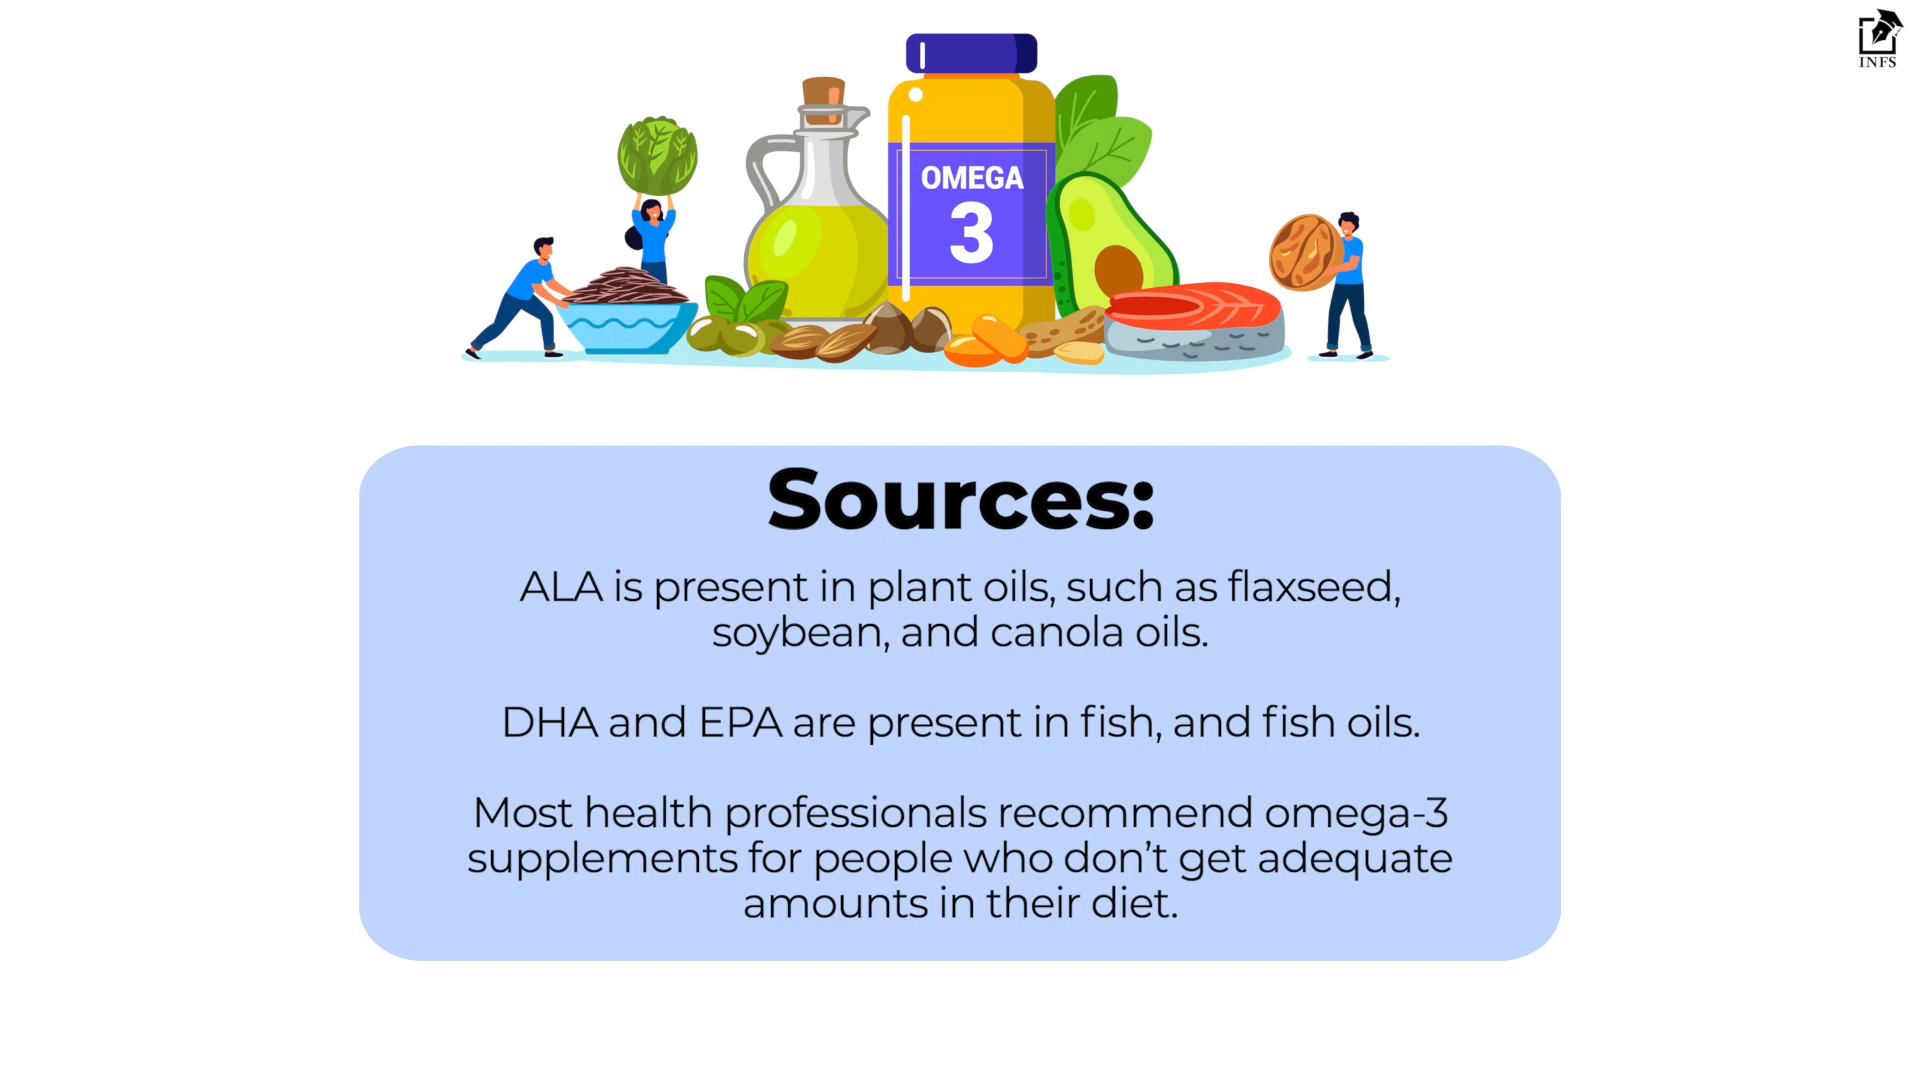 INFS
OMEGA
3
Sources:
ALA is present in plant oils, such as flaxseed,
soybean, and canola oils.
DHA and EPA are present in fish, and fish oils.
Most health professionals recommend omega-3
supplements for people who don’t get adequate
amounts in their diet.